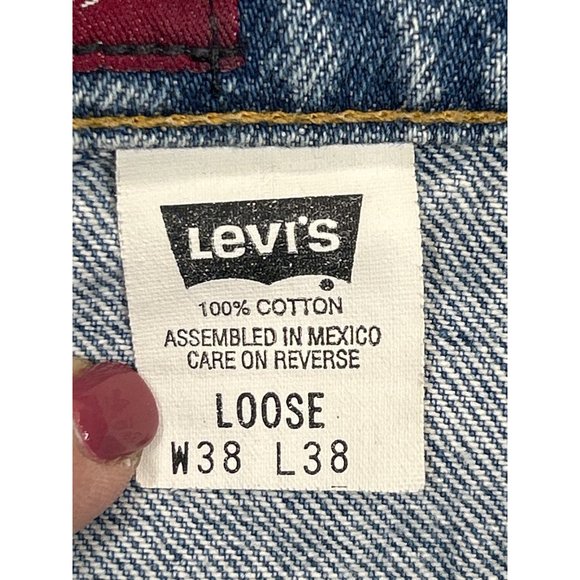 Levi's
®
100% COTTON
ASSEMBLED IN MEXICO
CARE ON REVERSE
LOOSE
W38 L38